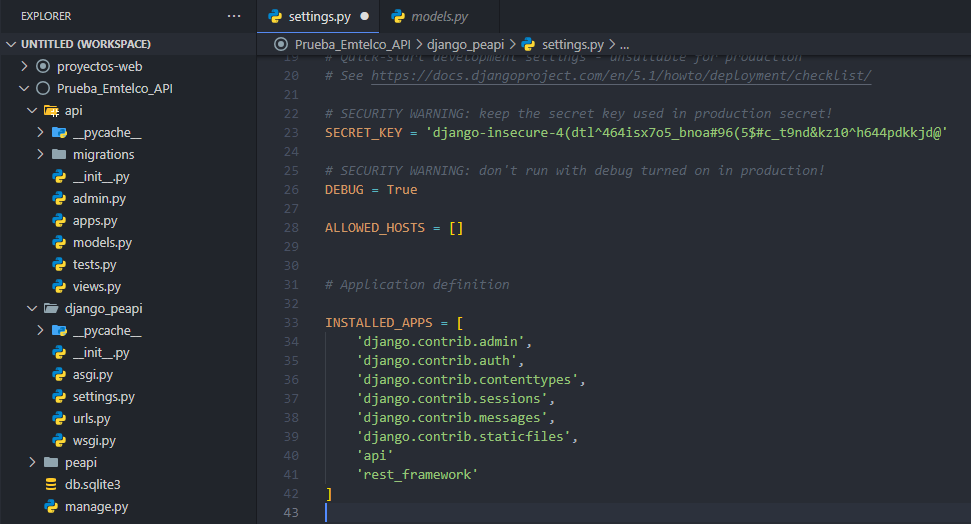 EXPLORER
...
UNTITLED (WORKSPACE)
proyectos-web
Prueba_Emtelco_API
api
__pycache__
migrations
__init__.py
admin.py
apps.py
models.py
tests.py
views.py
django_peapi
__pycache__
__init__.py
asgi.py
settings.py
urls.py
wsgi.py
peapi
db.sqlite3
manage.py
settings.py
models.py
Prueba_Emtelco_API > django_peapi > settings.py > ...
19 # Quick-start development settings - unsuitable for production
20 # See https://docs.djangoproject.com/en/5.1/howto/deployment/checklist/
21
22 # SECURITY WARNING: keep the secret key used in production secret!
23 SECRET_KEY = 'django-insecure-4(dtl^464isx7o5_bnoa#96(5$#c_t9nd&kz10^h644pdkkjd@'
24
25 # SECURITY WARNING: don't run with debug turned on in production!
26 DEBUG = True
27
28 ALLOWED_HOSTS = []
29
30
31 # Application definition
32
33 INSTALLED_APPS = [
34 'django.contrib.admin',
35 'django.contrib.auth',
36 'django.contrib.contenttypes',
37 'django.contrib.sessions',
38 'django.contrib.messages',
39 'django.contrib.staticfiles',
40 'api'
41 'rest_framework'
42 ]
43